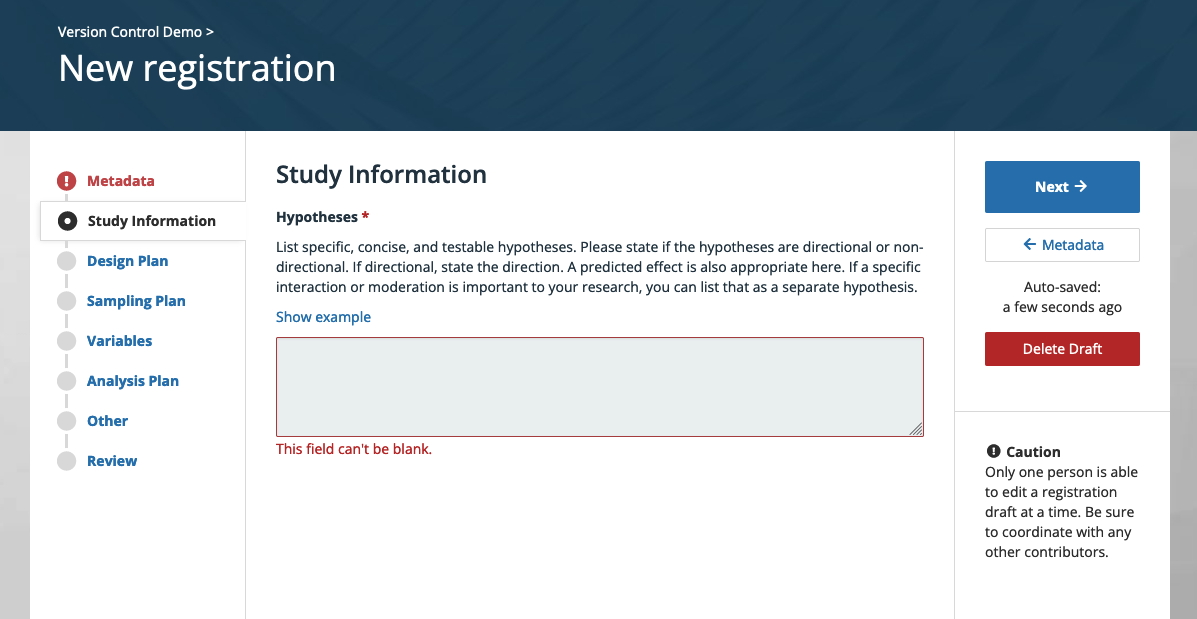 Version Control Demo >
New registration
Metadata
Study Information
Design Plan
Sampling Plan
Variables
Analysis Plan
Other
Review
Study Information
Hypotheses *
List specific, concise, and testable hypotheses. Please state if the hypotheses are directional or non-
directional. If directional, state the direction. A predicted effect is also appropriate here. If a specific
interaction or moderation is important to your research, you can list that as a separate hypothesis.
Show example
This field can't be blank.
Next →
← Metadata
Auto-saved:
a few seconds ago
Delete Draft
Caution
Only one person is able
to edit a registration
draft at a time. Be sure
to coordinate with any
other contributors.